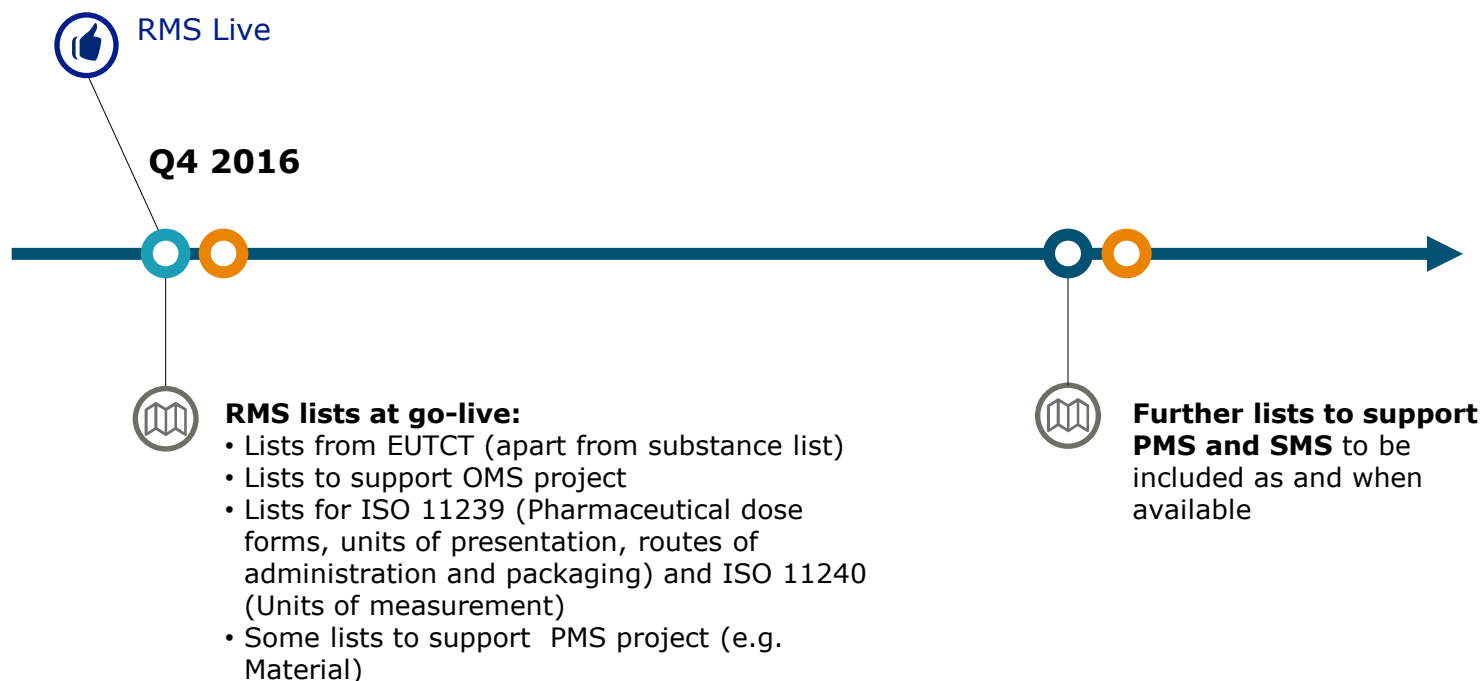 RMS Live
Q4 2016
RMS lists at go-live:
• Lists from EUTCT (apart from substance list)
• Lists to support OMS project
• Lists for ISO 11239 (Pharmaceutical dose
forms, units of presentation, routes of
administration and packaging) and ISO 11240
(Units of measurement)
• Some lists to support  PMS project (e.g.
Material)
Further lists to support
PMS and SMS to be
included as and when
available